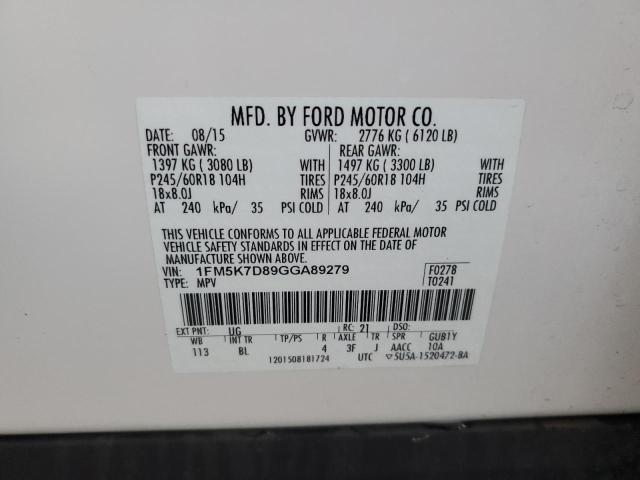 MFD. BY FORD MOTOR CO.
DATE: 08/15 GVWR: 2776 KG ( 6120 LB)
FRONT GAWR: REAR GAWR:
1397 KG ( 3080 LB) WITH 1497 KG ( 3300 LB) WITH
P245/60R18 104H TIRES P245/60R18 104H TIRES
18x8.0J RIMS 18x8.0J RIMS
AT 240 kPa/ 35 PSI COLD AT 240 kPa/ 35 PSI COLD
THIS VEHICLE CONFORMS TO ALL APPLICABLE FEDERAL MOTOR
VEHICLE SAFETY STANDARDS IN EFFECT ON THE DATE OF
MANUFACTURE SHOWN ABOVE.
VIN: 1FM5K7D89GGA89279 F0278
TYPE: MPV T0241
EXT PNT: UG RC: 21 DSO:
WB INT TR TP/PS R AXLE TR SPR GUB1Y
113 BL 4 3F J AACC 10A
1201508181724 UTC ▽5U5A-1520472-BA